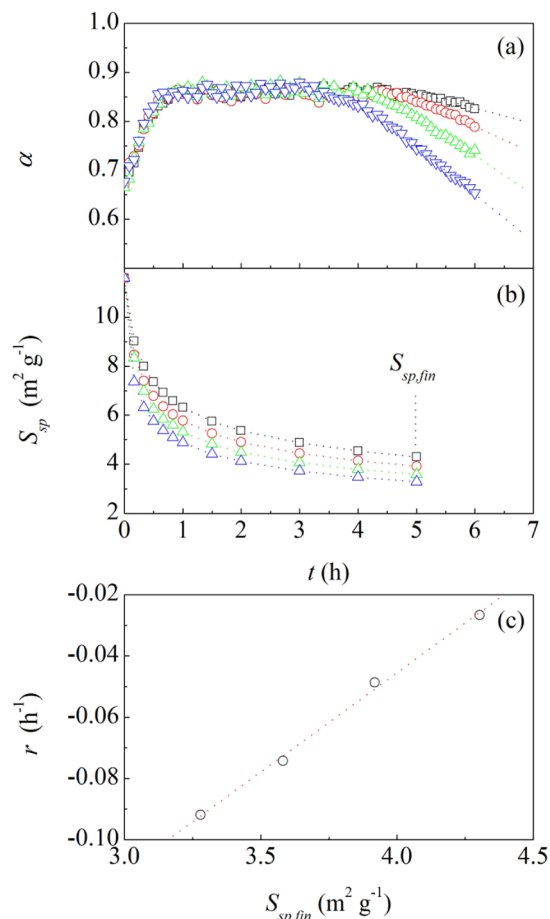 (a)
1.0
0.9
0.8
0.7
0.6
α
(b)
10
8
6
4
2
S_sp (m² g⁻¹)
S_sp,fin
0 1 2 3 4 5 6 7
t (h)
(c)
-0.02
-0.04
-0.06
-0.08
-0.10
r (h⁻¹)
3.0 3.5 4.0 4.5
S_sp,fin (m² g⁻¹)